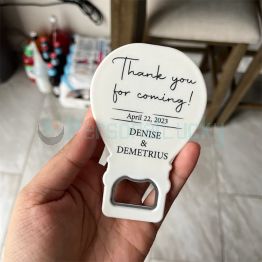 Thank you
for coming!
April 22, 2023
DENISE
&
DEMETRIUS